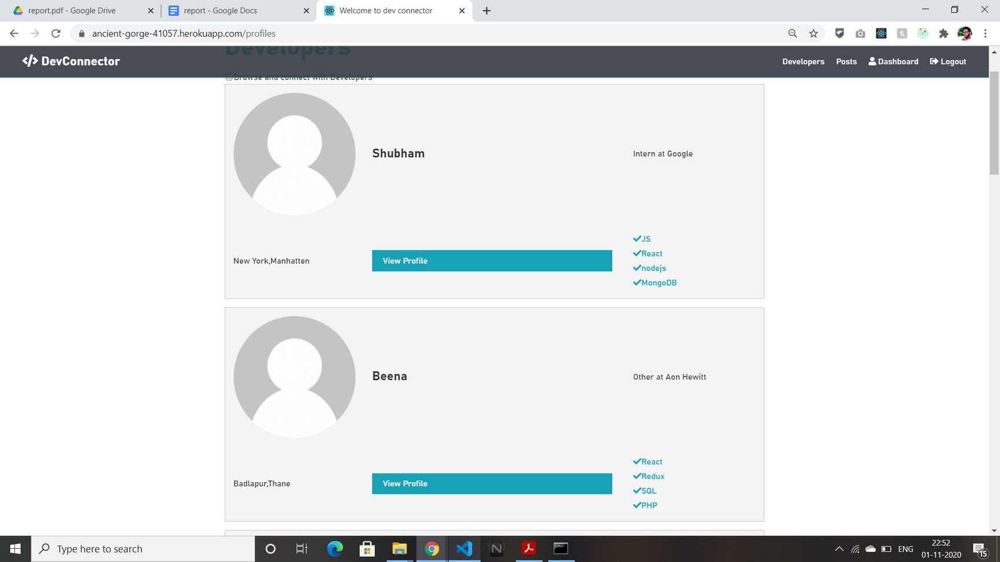 report.pdf - Google Drive
report - Google Docs
Welcome to dev connector
ancient-gorge-41057.herokuapp.com/profiles
Developers
</> DevConnector
Developers Posts Dashboard Logout
Browse and connect with Developers
Shubham
Intern at Google
New York,Manhatten
View Profile
JS
React
nodejs
MongoDB
Beena
Other at Aon Hewitt
Badlapur,Thane
View Profile
React
Redux
SQL
PHP
Type here to search
ENG
22:52
01-11-2020
15